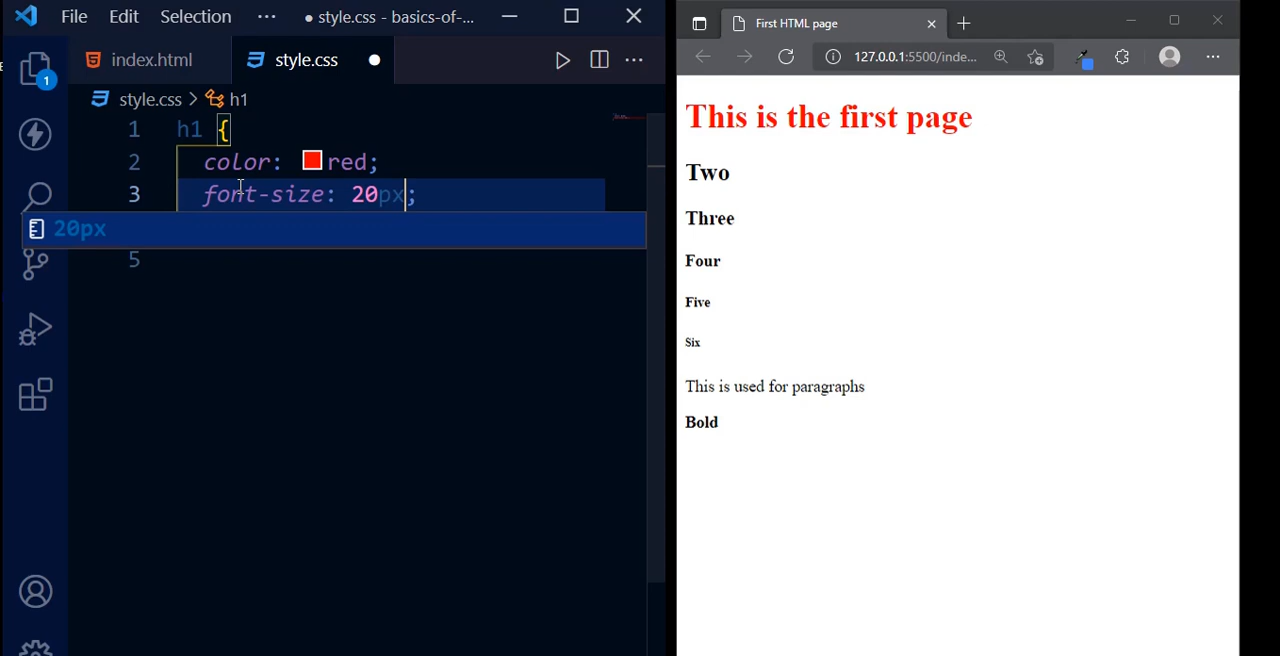 File Edit Selection ··· ● style.css - basics-of-...
index.html style.css
style.css > h1
1 h1 {
2 color: red;
3 font-size: 20px;
20px
5
1
First HTML page
127.0.0.1:5500/inde...
This is the first page
Two
Three
Four
Five
Six
This is used for paragraphs
Bold